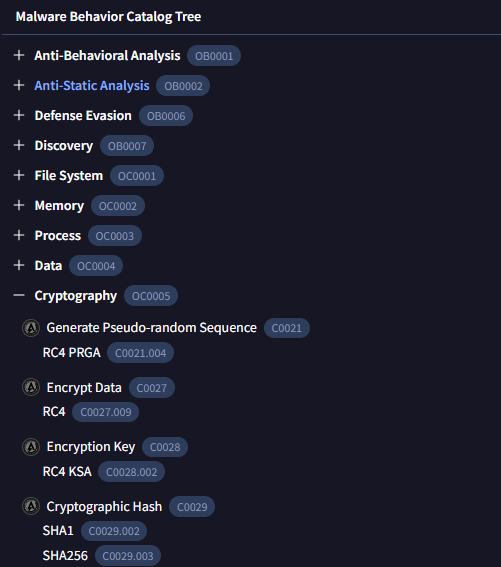 Malware Behavior Catalog Tree
Anti-Behavioral Analysis OB0001
Anti-Static Analysis OB0002
Defense Evasion OB0006
Discovery OB0007
File System OC0001
Memory OC0002
Process OC0003
Data OC0004
Cryptography OC0005
Generate Pseudo-random Sequence C0021
RC4 PRGA C0021.004
Encrypt Data C0027
RC4 C0027.009
Encryption Key C0028
RC4 KSA C0028.002
Cryptographic Hash C0029
SHA1 C0029.002
SHA256 C0029.003